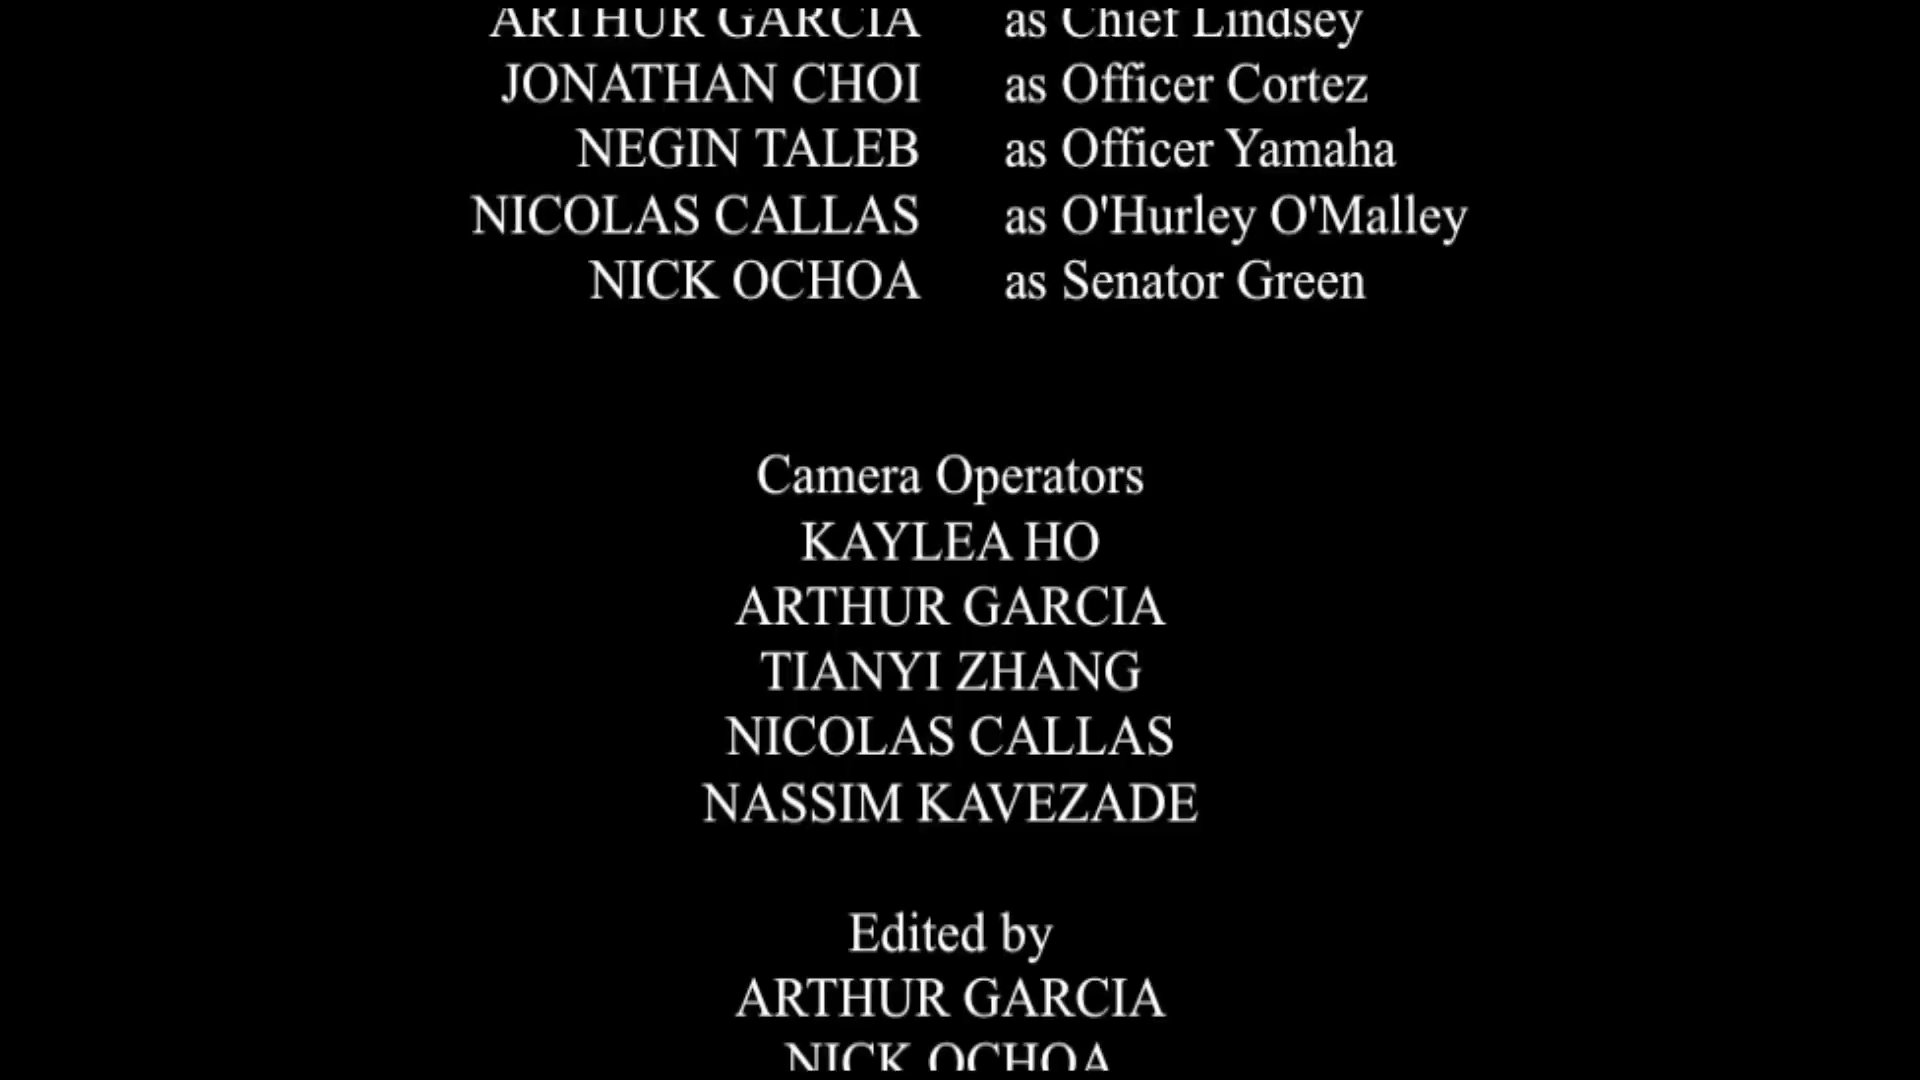 ARTHUR GARCIA as Chief Lindsey
JONATHAN CHOI as Officer Cortez
NEGIN TALEB as Officer Yamaha
NICOLAS CALLAS as O'Hurley O'Malley
NICK OCHOA as Senator Green
Camera Operators
KAYLEA HO
ARTHUR GARCIA
TIANYI ZHANG
NICOLAS CALLAS
NASSIM KAVEZADE
Edited by
ARTHUR GARCIA
NICK OCHOA